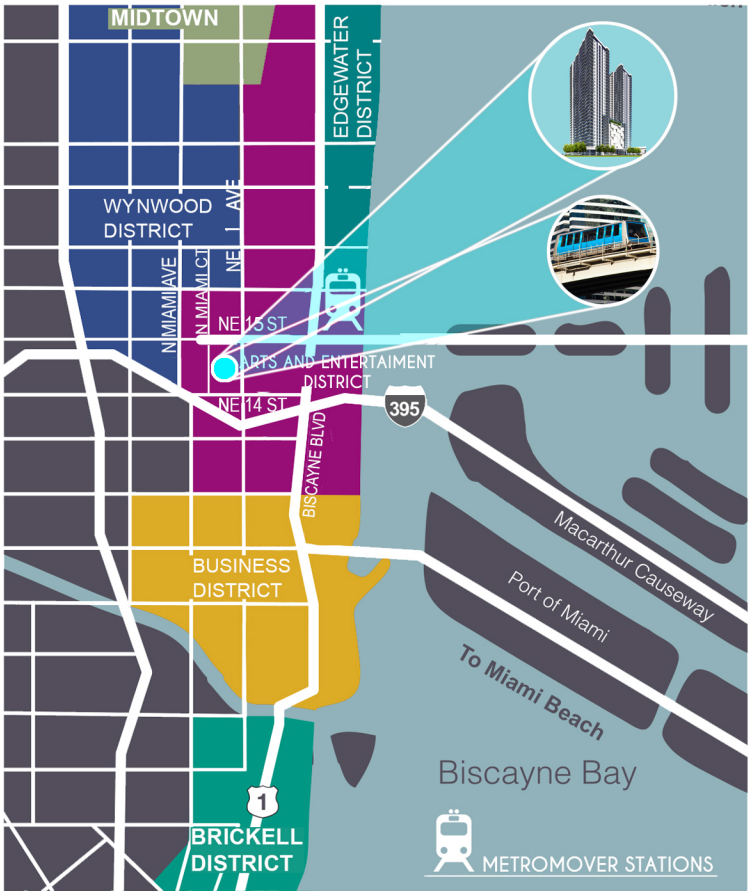 MIDTOWN
EDGEWATER
DISTRICT
WYNWOOD
DISTRICT
NE 1 AVE
N MIAMI AVE
N MIAMI CT
NE 15 ST
ARTS AND ENTERTAIMENT
DISTRICT
NE 14 ST
395
BISCAYNE BLVD
Macarthur Causeway
BUSINESS
DISTRICT
Port of Miami
To Miami Beach
Biscayne Bay
1
BRICKELL
DISTRICT
METROMOVER STATIONS